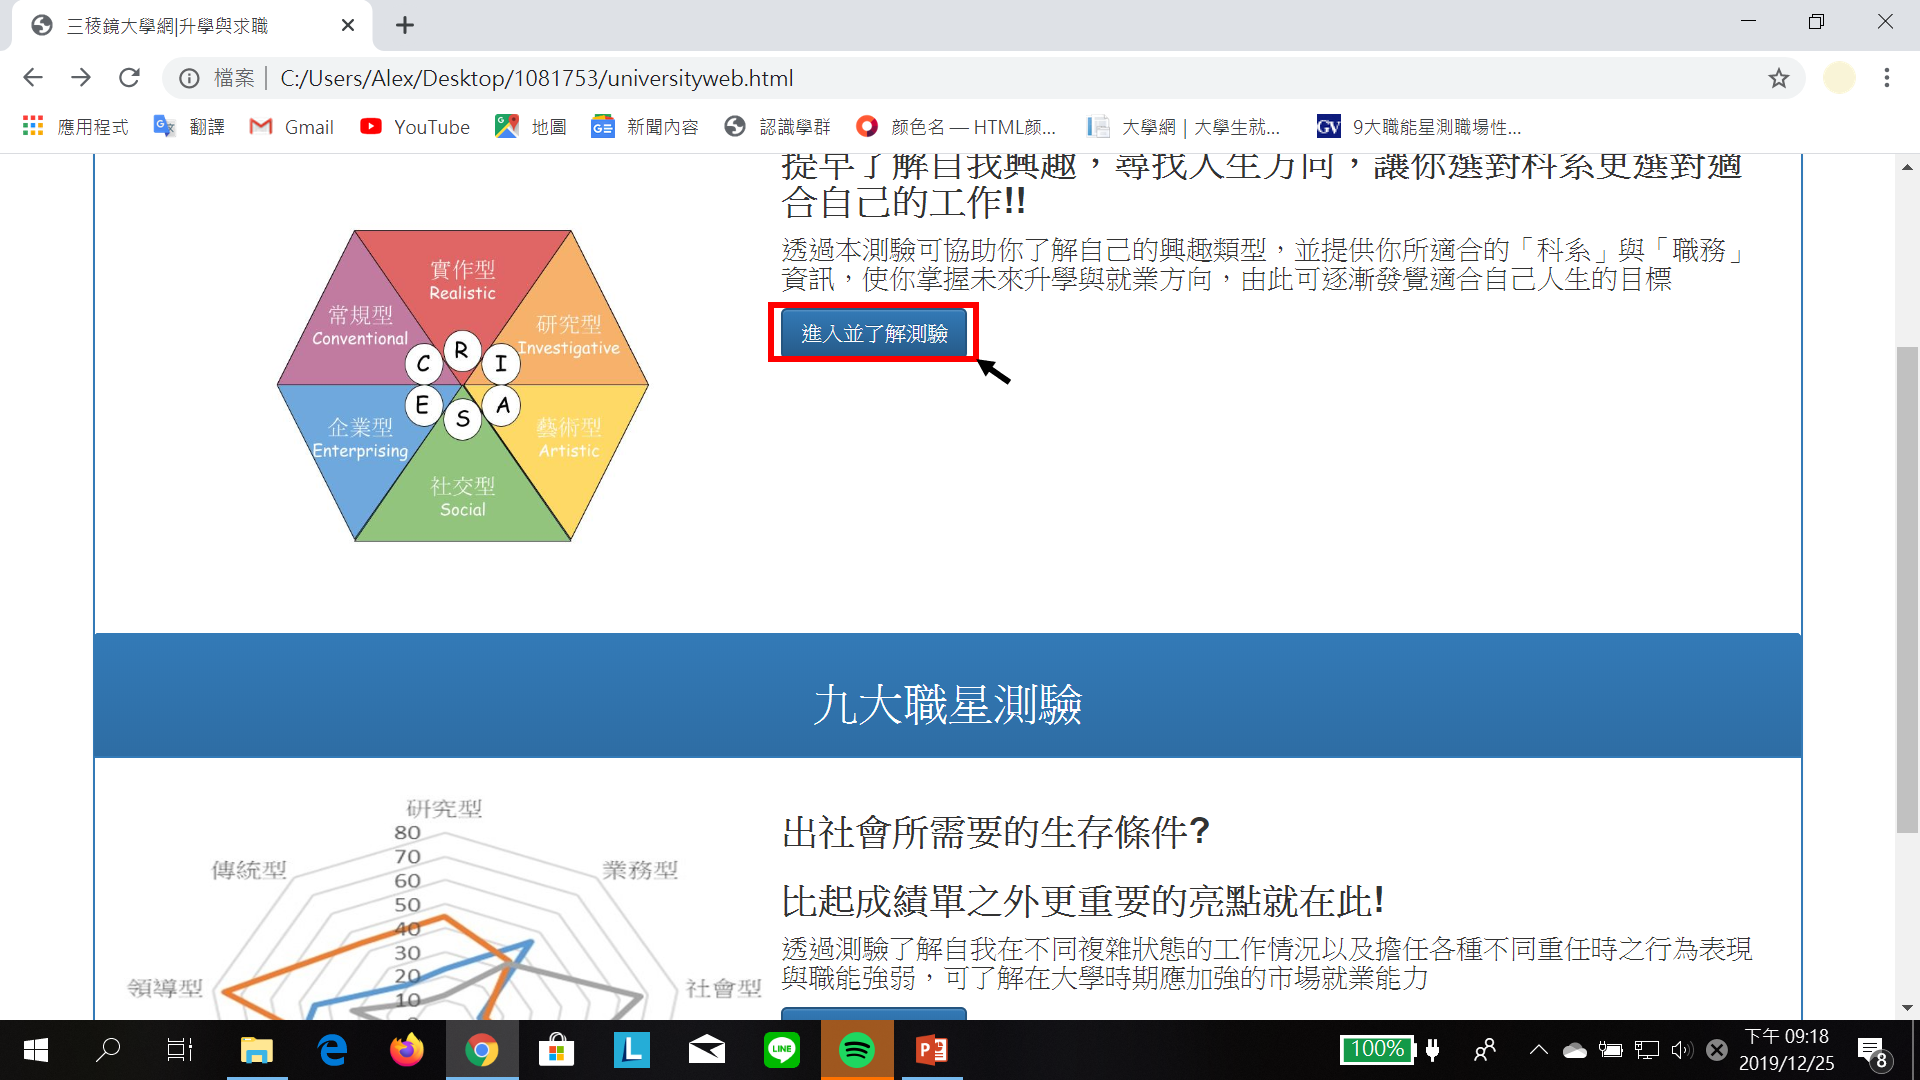 三稜鏡大學網|升學與求職
檔案 C:/Users/Alex/Desktop/1081753/universityweb.html
應用程式 翻譯 Gmail YouTube 地圖 新聞內容 認識學群 颜色名 — HTML颜... 大學網 | 大學生就... GV 9大職能星測職場性...
提早了解自我興趣，尋找人生方向，讓你選對科系更選對適
合自己的工作!!
透過本測驗可協助你了解自己的興趣類型，並提供你所適合的「科系」與「職務」
資訊，使你掌握未來升學與就業方向，由此可逐漸發覺適合自己人生的目標
進入並了解測驗
實作型
Realistic
常規型
Conventional
研究型
Investigative
C R I
E S A
企業型
Enterprising
藝術型
Artistic
社交型
Social
九大職星測驗
研究型
80
70
60
50
40
30
20
10
傳統型
業務型
領導型
社會型
出社會所需要的生存條件?
比起成績單之外更重要的亮點就在此!
透過測驗了解自我在不同複雜狀態的工作情況以及擔任各種不同重任時之行為表現
與職能強弱，可了解在大學時期應加強的市場就業能力
L
LINE
100%
下午 09:18
2019/12/25
8